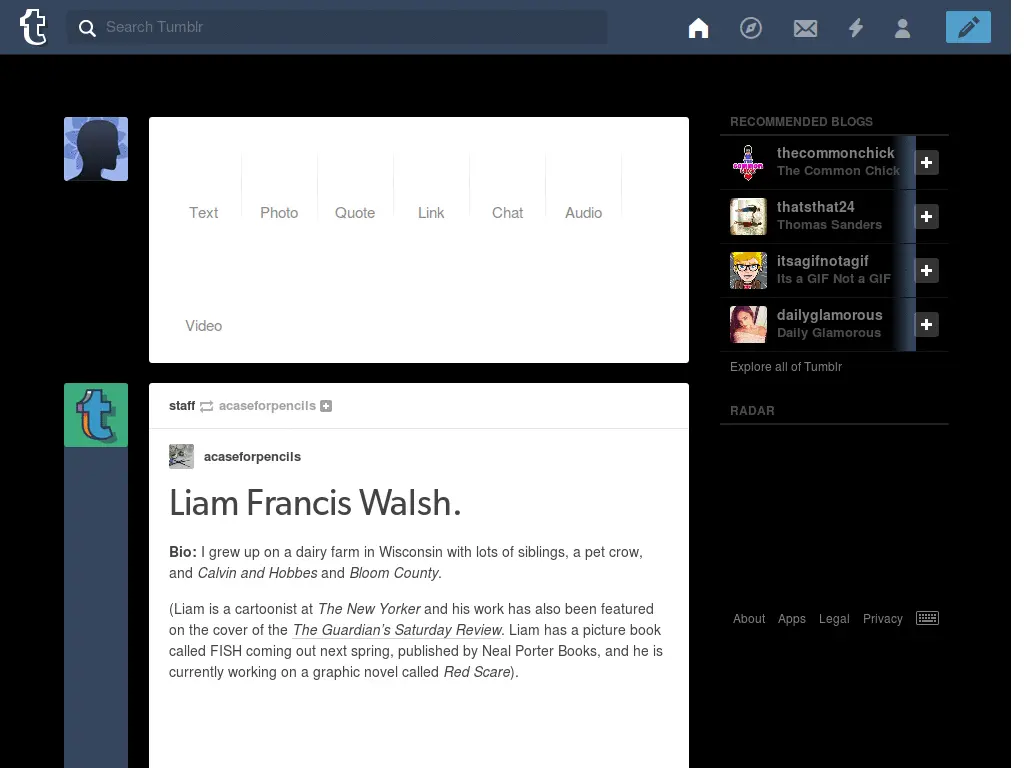 Search Tumblr
Text
Photo
Quote
Link
Chat
Audio
Video
staff acaseforpencils
acaseforpencils
Liam Francis Walsh.
Bio: I grew up on a dairy farm in Wisconsin with lots of siblings, a pet crow,
and Calvin and Hobbes and Bloom County.
(Liam is a cartoonist at The New Yorker and his work has also been featured
on the cover of the The Guardian's Saturday Review. Liam has a picture book
called FISH coming out next spring, published by Neal Porter Books, and he is
currently working on a graphic novel called Red Scare).
RECOMMENDED BLOGS
thecommonchick
The Common Chick
thatsthat24
Thomas Sanders
itsagifnotagif
Its a GIF Not a GIF
dailyglamorous
Daily Glamorous
Explore all of Tumblr
RADAR
About Apps Legal Privacy